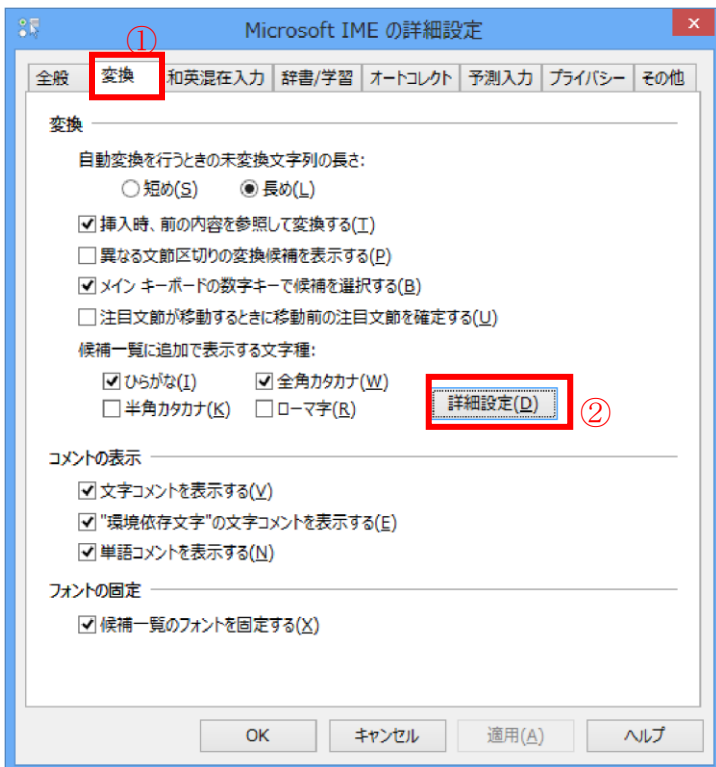 Microsoft IME の詳細設定
①
全般 変換 和英混在入力 辞書/学習 オートコレクト 予測入力 プライバシー その他
変換
自動変換を行うときの未変換文字列の長さ:
短め(S) 長め(L)
挿入時、前の内容を参照して変換する(T)
異なる文節区切りの変換候補を表示する(P)
メイン キーボードの数字キーで候補を選択する(B)
注目文節が移動するときに移動前の注目文節を確定する(U)
候補一覧に追加で表示する文字種:
ひらがな(I) 全角カタカナ(W)
半角カタカナ(K) ローマ字(R) 詳細設定(D) ②
コメントの表示
文字コメントを表示する(V)
"環境依存文字"の文字コメントを表示する(E)
単語コメントを表示する(N)
フォントの固定
候補一覧のフォントを固定する(X)
OK キャンセル 適用(A) ヘルプ